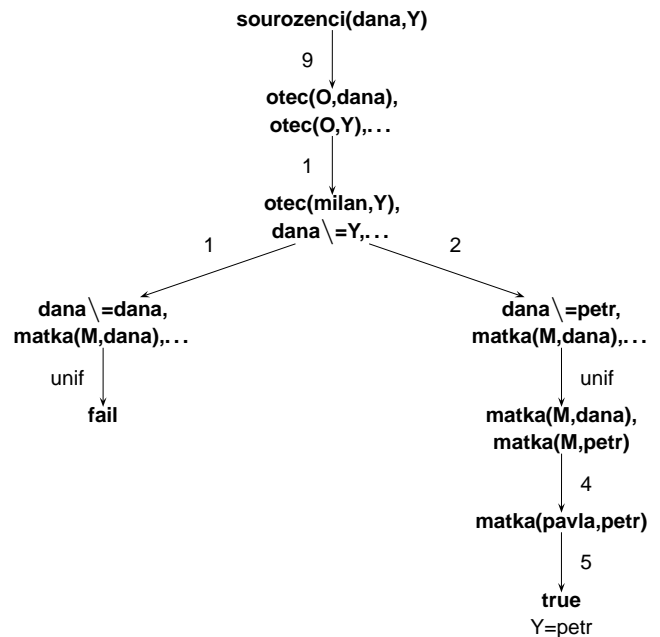 sourozenci(dana,Y)
9
otec(O,dana),
otec(O,Y),...
1
otec(milan,Y),
dana\=Y,...
1
2
dana\=dana,
matka(M,dana),...
unif
fail
dana\=petr,
matka(M,dana),...
unif
matka(M,dana),
matka(M,petr)
4
matka(pavla,petr)
5
true
Y=petr